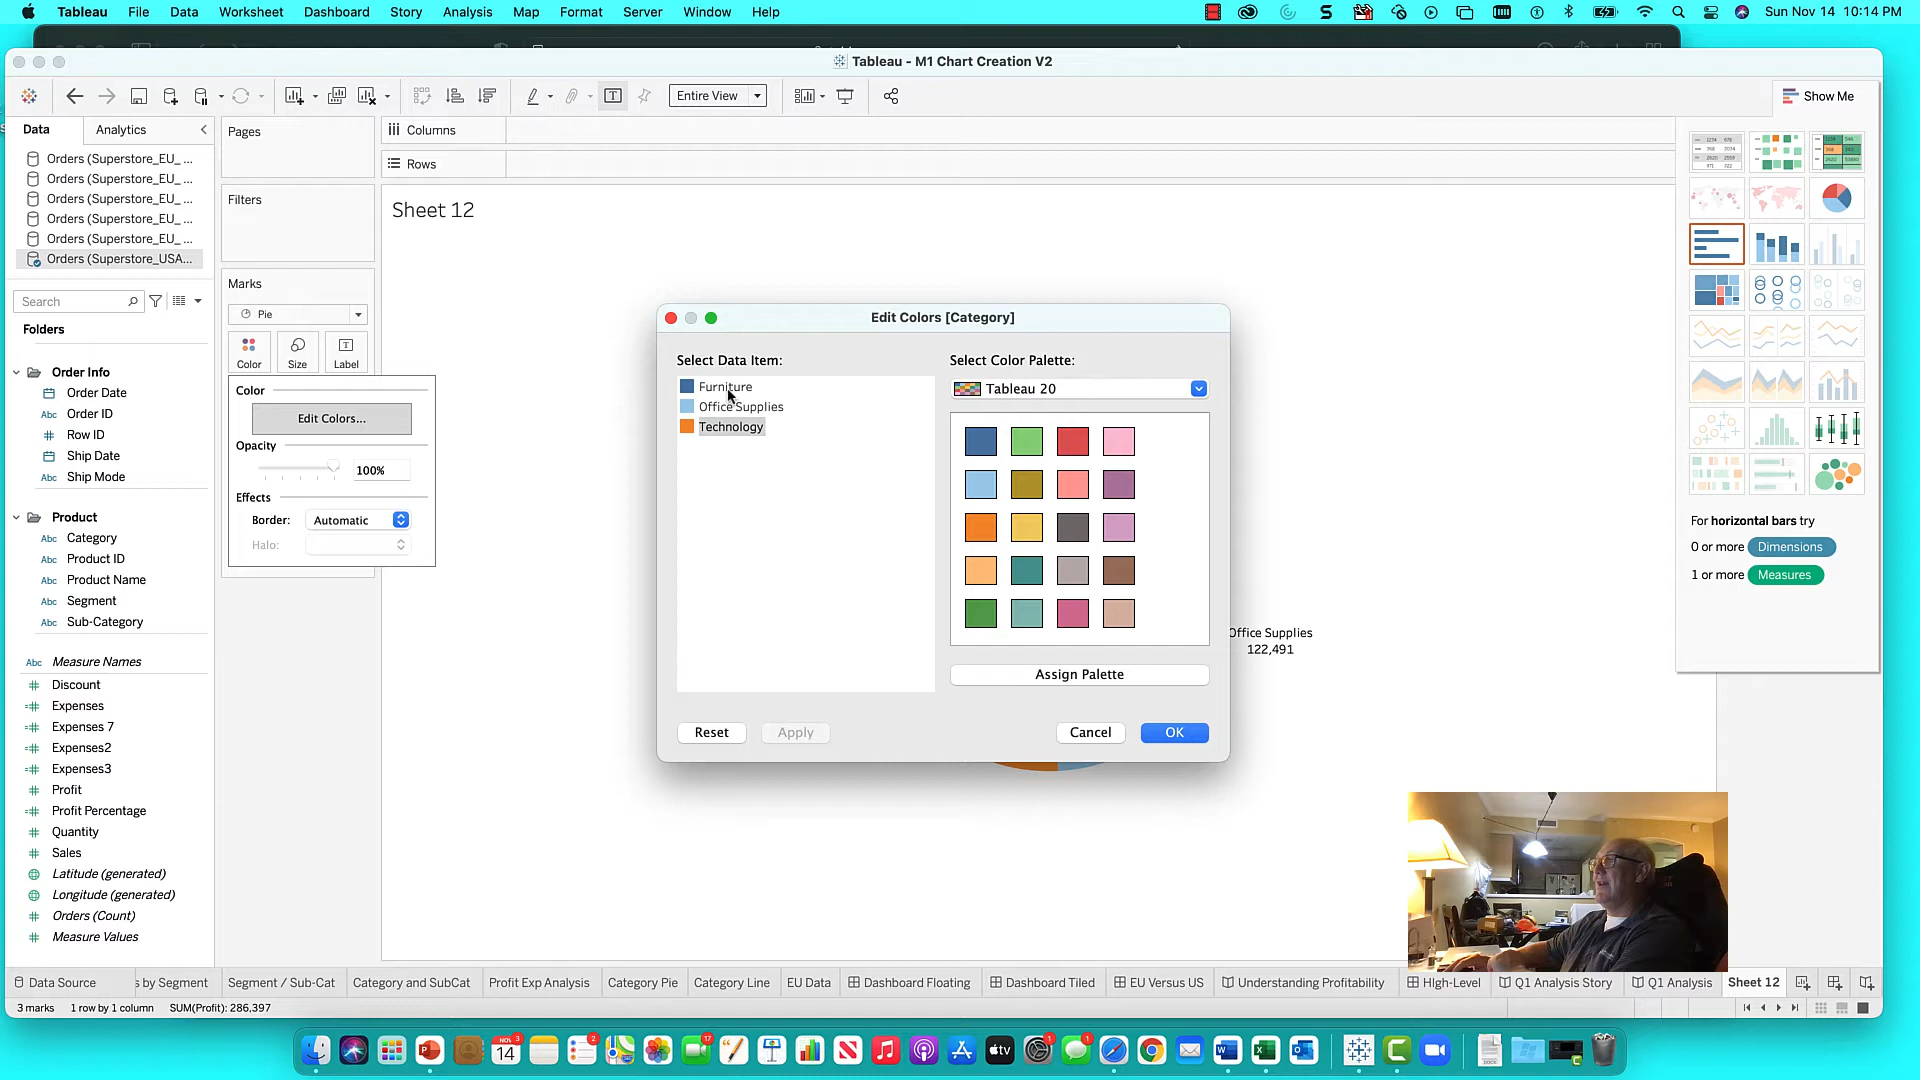 Tableau File Data Worksheet Dashboard Story Analysis Map Format Server Window Help Sun Nov 14 10:14 PM
Tableau - M1 Chart Creation V2
Entire View
Show Me
Data Analytics
Pages
Columns
Rows
Orders (Superstore_EU_ ...
Orders (Superstore_EU_ ...
Orders (Superstore_EU_ ...
Orders (Superstore_EU_ ...
Orders (Superstore_EU_ ...
Orders (Superstore_USA...
Search
Folders
Order Info
Order Date
Abc Order ID
Row ID
Ship Date
Abc Ship Mode
Product
Abc Category
Abc Product ID
Abc Product Name
Abc Segment
Abc Sub-Category
Abc Measure Names
Discount
Expenses
Expenses 7
Expenses2
Expenses3
Profit
Profit Percentage
Quantity
Sales
Latitude (generated)
Longitude (generated)
Orders (Count)
Measure Values
Filters
Marks
Pie
Color Size Label
Color
Edit Colors...
Opacity
100%
Effects
Border: Automatic
Halo:
Sheet 12
Edit Colors [Category]
Select Data Item:
Furniture
Office Supplies
Technology
Select Color Palette:
Tableau 20
Assign Palette
Reset Apply Cancel OK
Office Supplies
122,491
For horizontal bars try
0 or more Dimensions
1 or more Measures
Data Source s by Segment Segment / Sub-Cat Category and SubCat Profit Exp Analysis Category Pie Category Line EU Data Dashboard Floating Dashboard Tiled EU Versus US Understanding Profitability High-Level Q1 Analysis Story Q1 Analysis Sheet 12
3 marks 1 row by 1 column SUM(Profit): 286,397